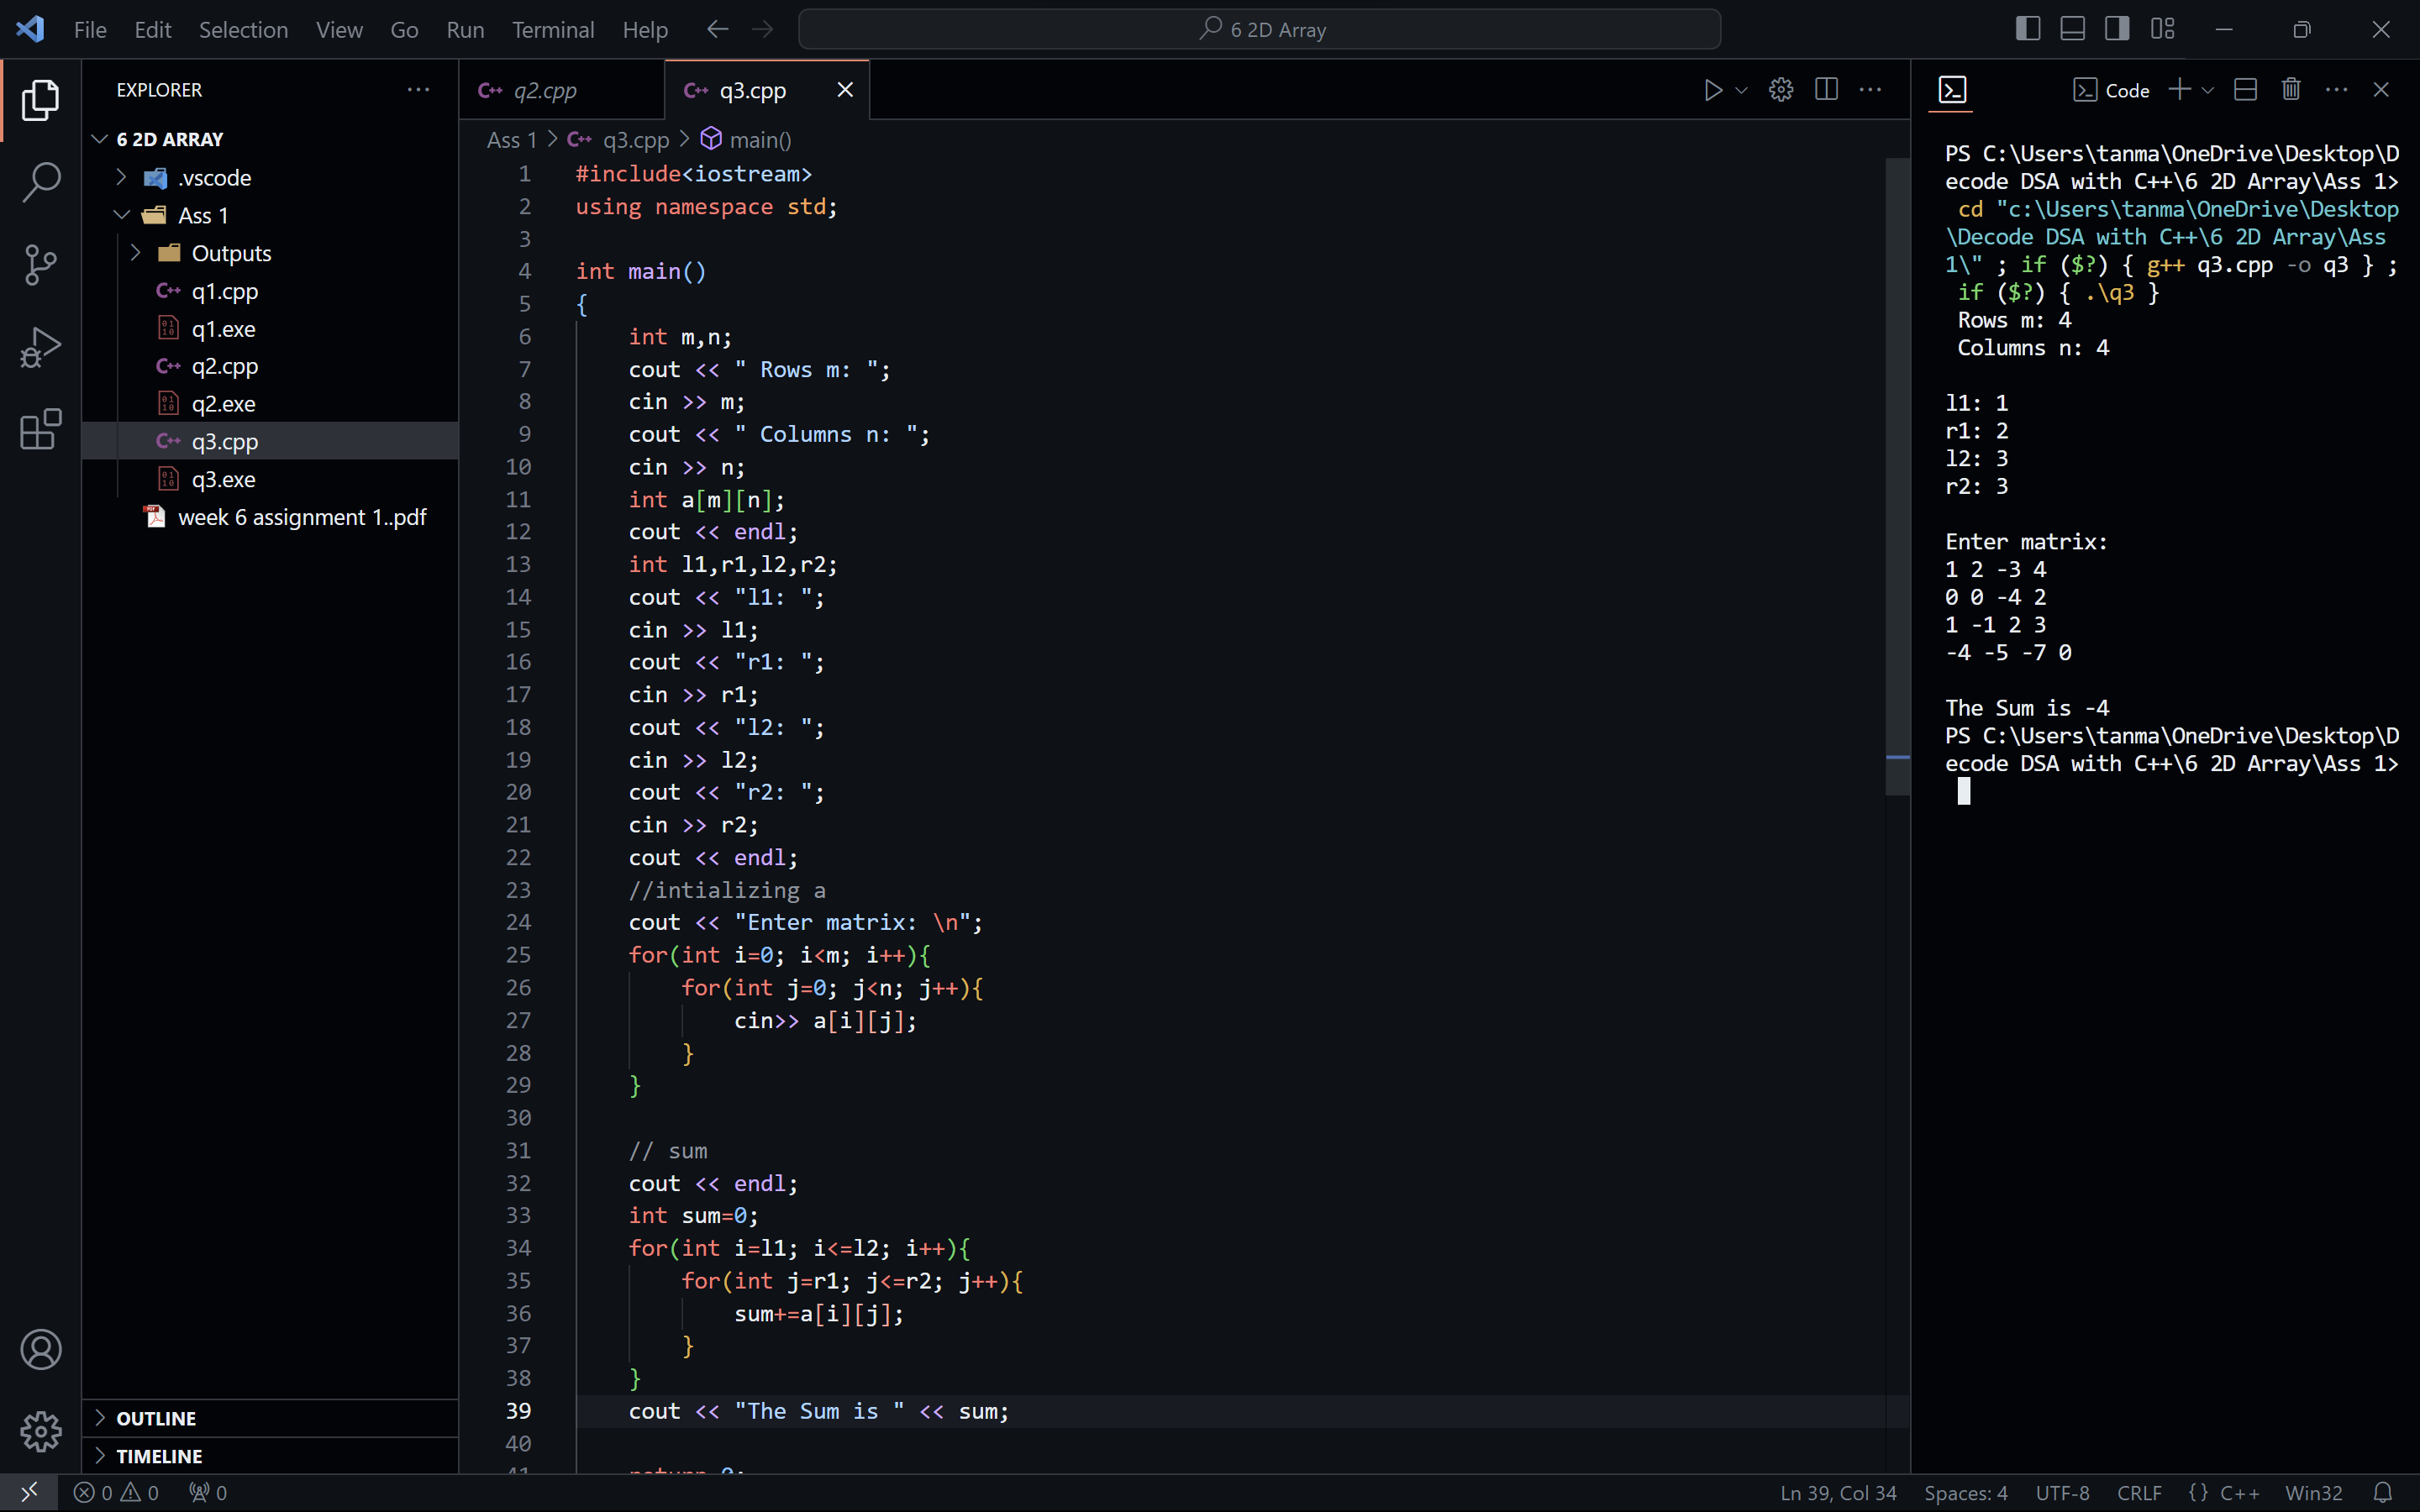 File Edit Selection View Go Run Terminal Help 6 2D Array
EXPLORER
6 2D ARRAY
.vscode
Ass 1
Outputs
q1.cpp
q1.exe
q2.cpp
q2.exe
q3.cpp
q3.exe
week 6 assignment 1..pdf
OUTLINE
TIMELINE
q2.cpp q3.cpp
Ass 1 > q3.cpp > main()
1 #include<iostream>
2 using namespace std;
3
4 int main()
5 {
6 int m,n;
7 cout << " Rows m: ";
8 cin >> m;
9 cout << " Columns n: ";
10 cin >> n;
11 int a[m][n];
12 cout << endl;
13 int l1,r1,l2,r2;
14 cout << "l1: ";
15 cin >> l1;
16 cout << "r1: ";
17 cin >> r1;
18 cout << "l2: ";
19 cin >> l2;
20 cout << "r2: ";
21 cin >> r2;
22 cout << endl;
23 //intializing a
24 cout << "Enter matrix: \n";
25 for(int i=0; i<m; i++){
26 for(int j=0; j<n; j++){
27 cin>> a[i][j];
28 }
29 }
30
31 // sum
32 cout << endl;
33 int sum=0;
34 for(int i=l1; i<=l2; i++){
35 for(int j=r1; j<=r2; j++){
36 sum+=a[i][j];
37 }
38 }
39 cout << "The Sum is " << sum;
40
41 return 0;
Code
PS C:\Users\tanma\OneDrive\Desktop\D
ecode DSA with C++\6 2D Array\Ass 1>
cd "c:\Users\tanma\OneDrive\Desktop
\Decode DSA with C++\6 2D Array\Ass
1\" ; if ($?) { g++ q3.cpp -o q3 } ;
if ($?) { .\q3 }
Rows m: 4
Columns n: 4
l1: 1
r1: 2
l2: 3
r2: 3
Enter matrix:
1 2 -3 4
0 0 -4 2
1 -1 2 3
-4 -5 -7 0
The Sum is -4
PS C:\Users\tanma\OneDrive\Desktop\D
ecode DSA with C++\6 2D Array\Ass 1>
0 0 0 Ln 39, Col 34 Spaces: 4 UTF-8 CRLF {} C++ Win32